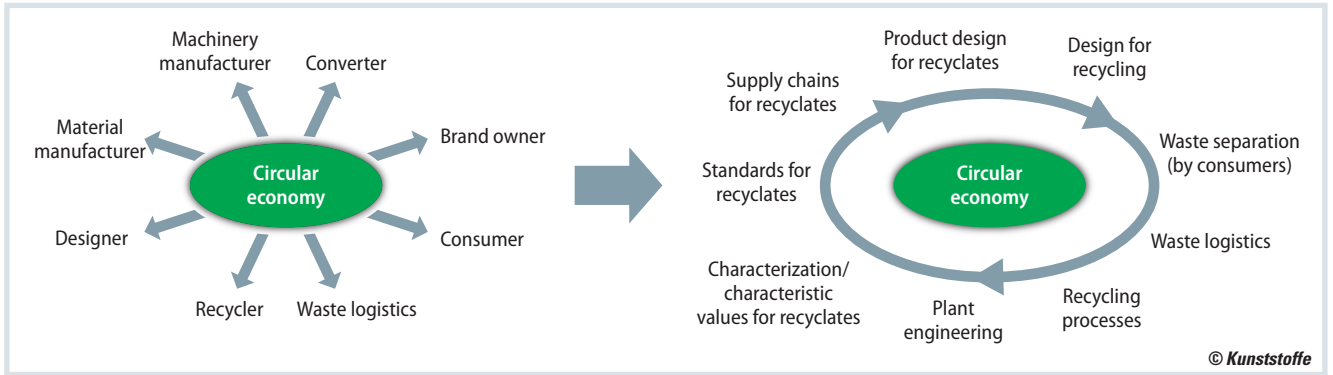 Machinery
manufacturer
Converter
Material
manufacturer
Brand owner
Circular
economy
Designer
Consumer
Recycler
Waste logistics
Product design
for recyclates
Design for
recycling
Supply chains
for recyclates
Waste separation
(by consumers)
Standards for
recyclates
Circular
economy
Waste logistics
Characterization/
characteristic
values for recyclates
Plant
engineering
Recycling
processes
© Kunststoffe